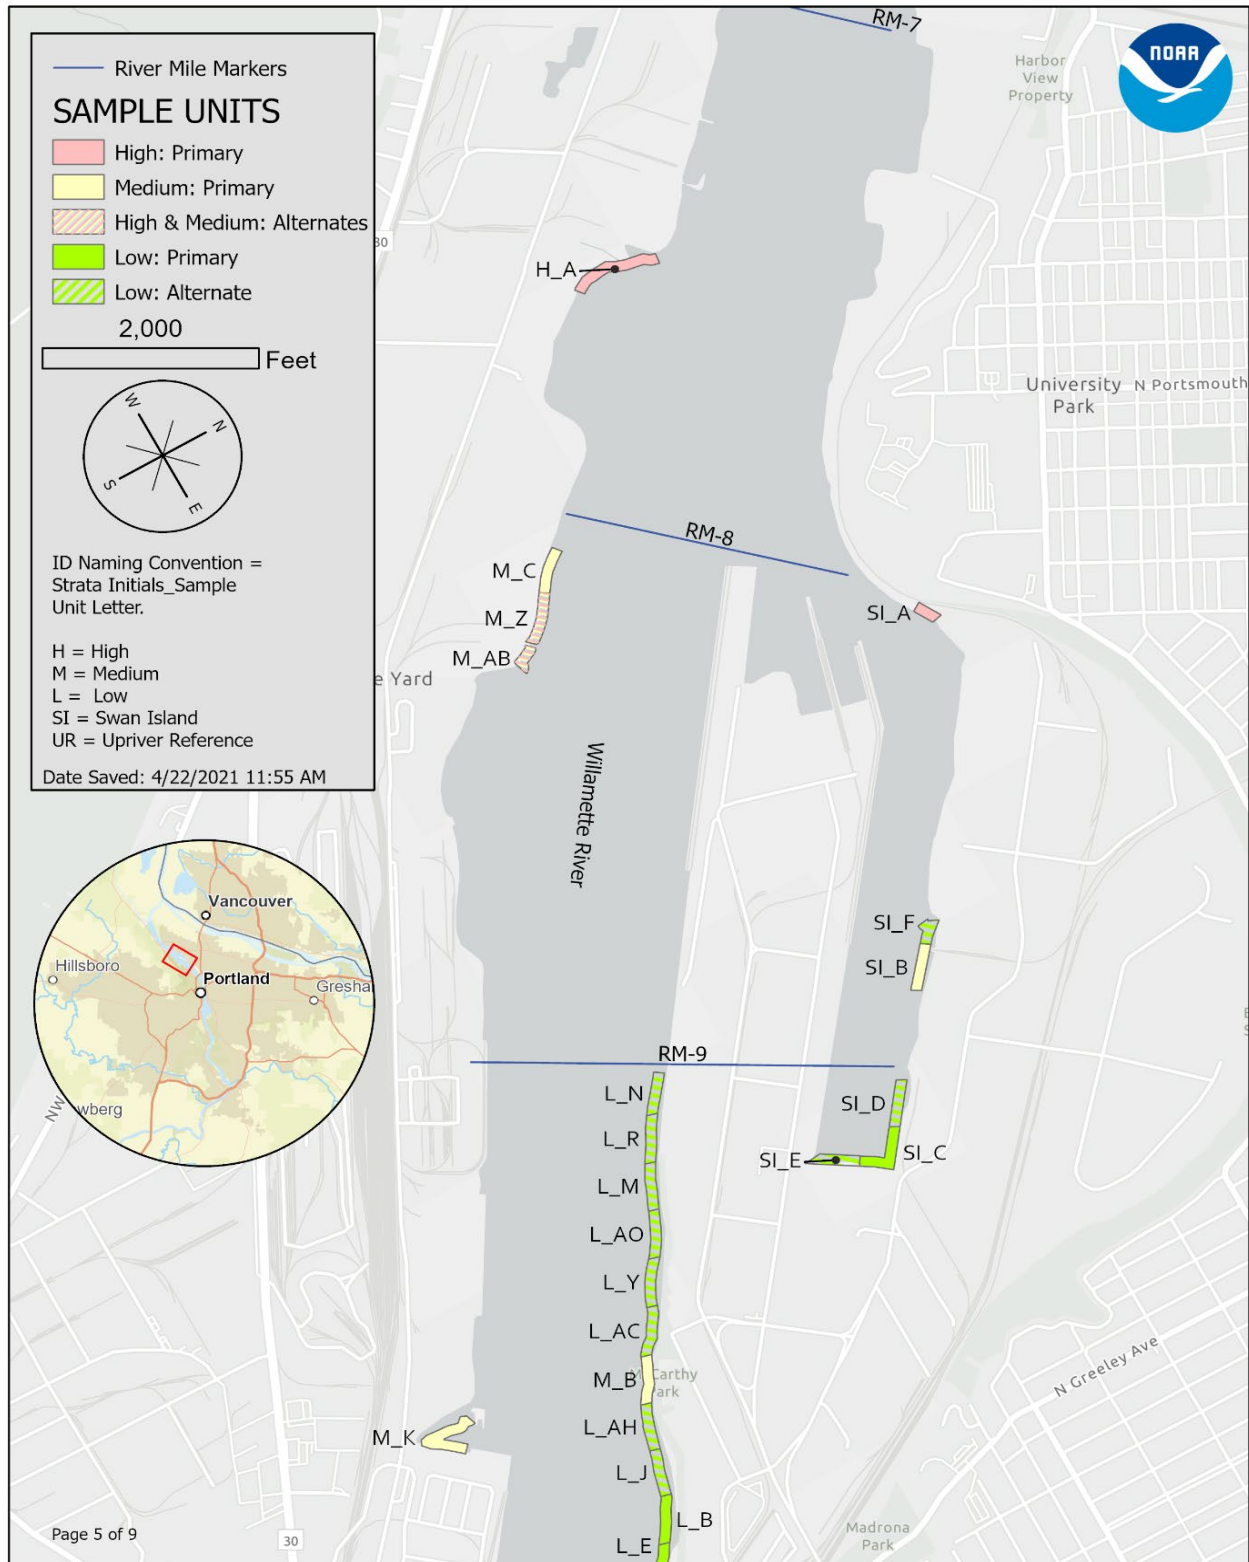 RM-7
NOAA
Harbor
View
Property
River Mile Markers
SAMPLE UNITS
High: Primary
Medium: Primary
High & Medium: Alternates
Low: Primary
Low: Alternate
2,000
Feet
W
N
S
E
ID Naming Convention =
Strata Initials_Sample
Unit Letter.
H = High
M = Medium
L = Low
SI = Swan Island
UR = Upriver Reference
Date Saved: 4/22/2021 11:55 AM
30
H_A
University
Park
N Portsmouth
RM-8
M_C
M_Z
M_AB
e Yard
SI_A
Willamette River
Vancouver
Hillsboro
Portland
Gresha
wberg
NW
SI_F
SI_B
RM-9
L_N
L_R
L_M
L_AO
L_Y
L_AC
M_B
L_AH
L_J
L_B
L_E
SI_D
SI_E
SI_C
M_K
N Greeley Ave
Madrona
Park
30
Page 5 of 9